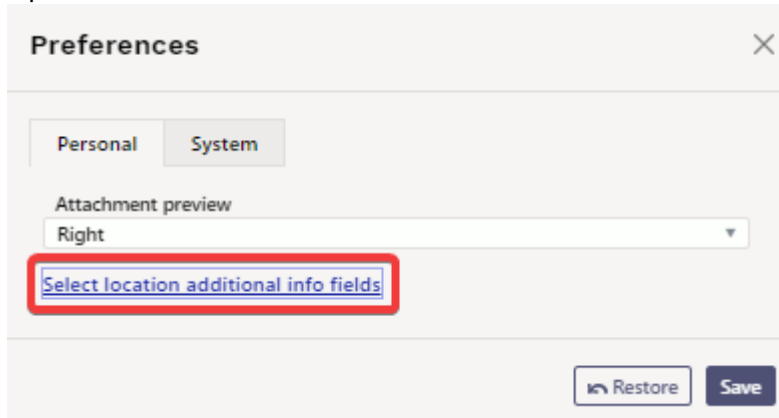 Preferences
Personal System
Attachment preview
Right
Select location additional info fields
Restore Save